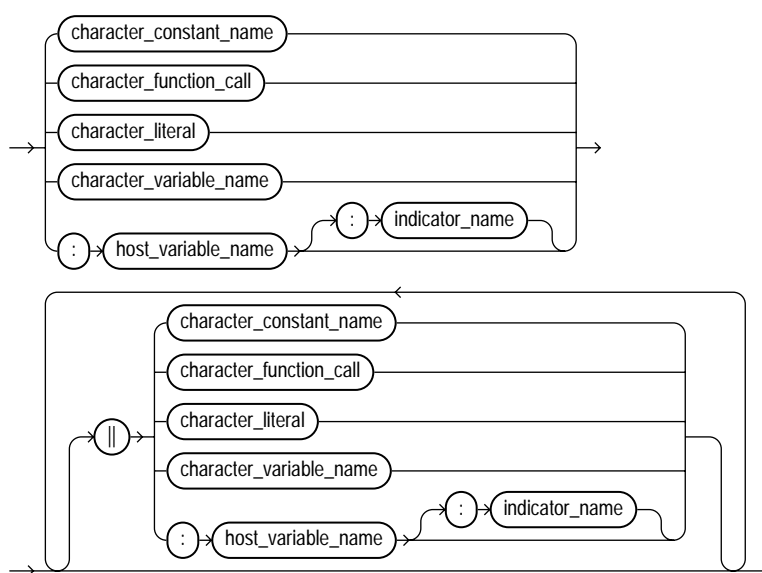 character_constant_name
character_function_call
character_literal
character_variable_name
: host_variable_name : indicator_name
character_constant_name
character_function_call
||
character_literal
character_variable_name
: host_variable_name : indicator_name